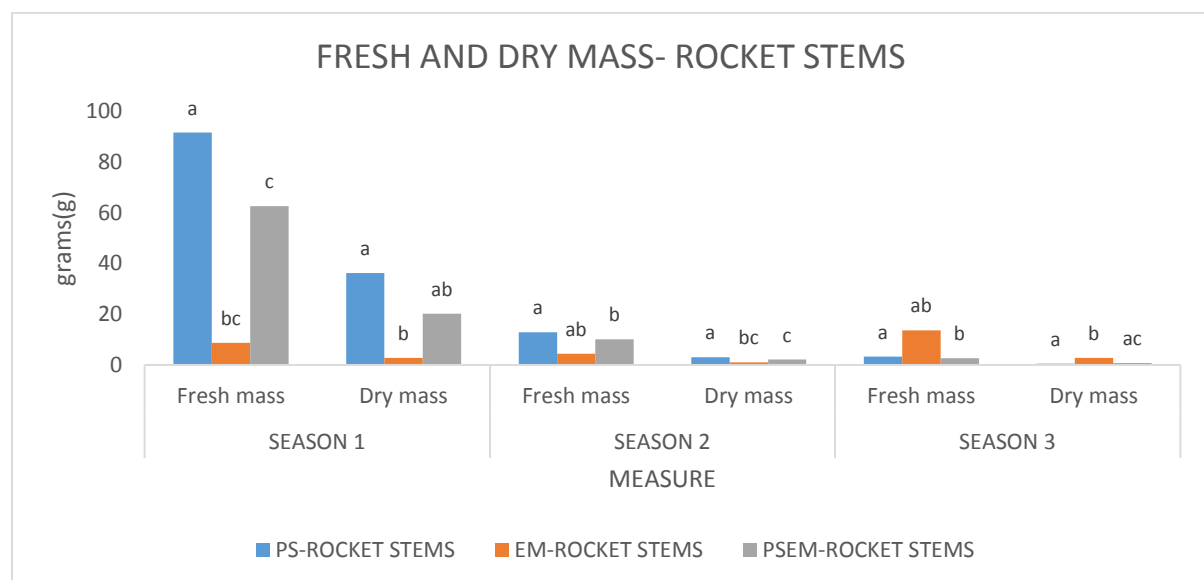 FRESH AND DRY MASS- ROCKET STEMS
grams(g)
100
80
60
40
20
0
a
bc
c
a
b
ab
a
ab
b
a
bc
c
a
ab
b
a
b
ac
Fresh mass Dry mass Fresh mass Dry mass Fresh mass Dry mass
SEASON 1 SEASON 2 SEASON 3
MEASURE
PS-ROCKET STEMS EM-ROCKET STEMS PSEM-ROCKET STEMS